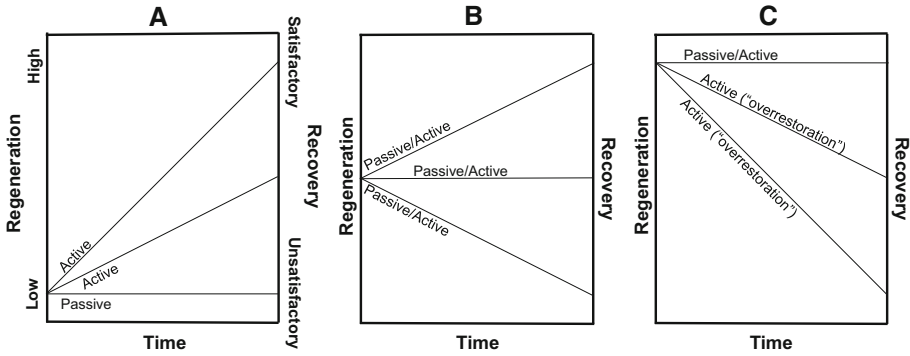 A
Regeneration
High
Low
Active
Active
Passive
Satisfactory
Recovery
Unsatisfactory
Time
B
Regeneration
Passive/Active
Passive/Active
Passive/Active
Recovery
Time
C
Regeneration
Passive/Active
Active (“overrestoration”)
Active (“overrestoration”)
Recovery
Time